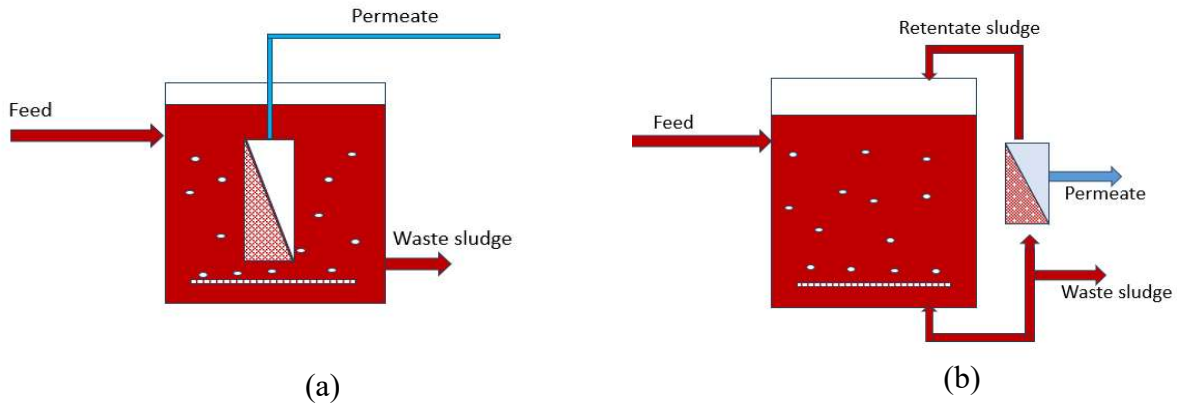 Permeate
Feed
Waste sludge
(a)
Retentate sludge
Feed
Permeate
Waste sludge
(b)